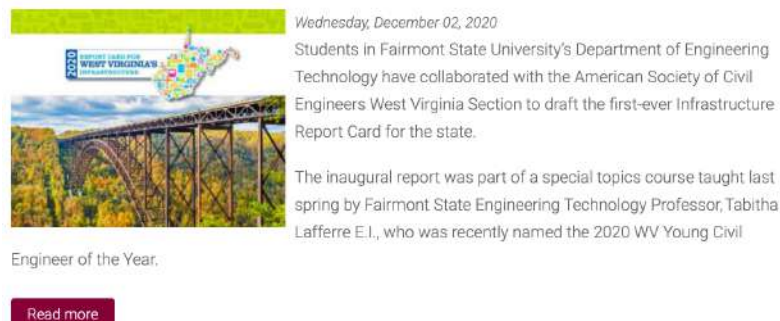 2020
REPORT CARD FOR
WEST VIRGINIA'S
INFRASTRUCTURE
Wednesday, December 02, 2020
Students in Fairmont State University's Department of Engineering
Technology have collaborated with the American Society of Civil
Engineers West Virginia Section to draft the first-ever Infrastructure
Report Card for the state.
The inaugural report was part of a special topics course taught last
spring by Fairmont State Engineering Technology Professor, Tabitha
Lafferre E.I., who was recently named the 2020 WV Young Civil
Engineer of the Year.
Read more